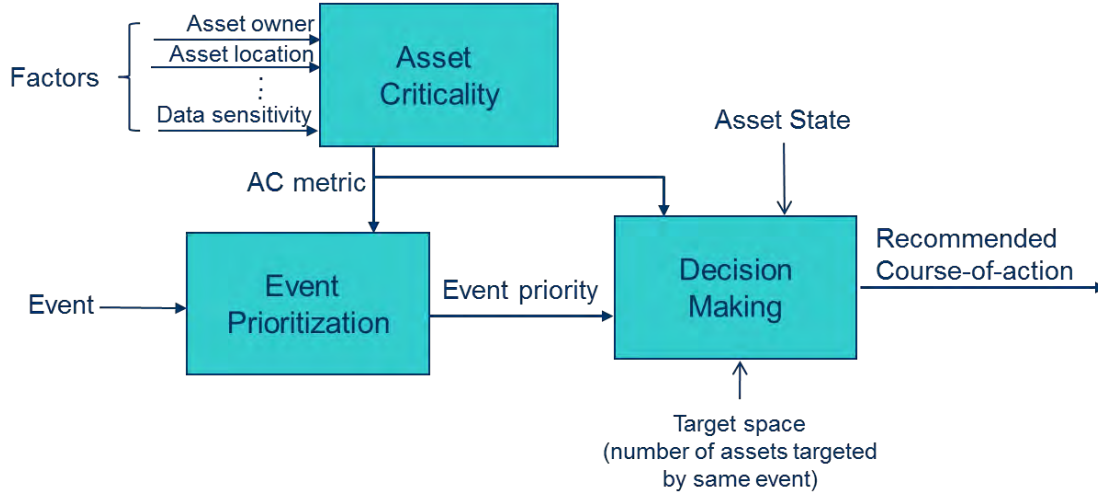 Asset owner
Asset location
⋮
Data sensitivity
Factors
Asset
Criticality
Asset State
AC metric
Event
Event
Prioritization
Event priority
Decision
Making
Recommended
Course-of-action
Target space
(number of assets targeted
by same event)